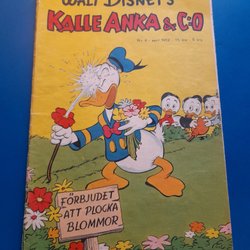 WALT DISNEY'S
KALLE ANKA & C:O
FÖRBJUDET
ATT PLOCKA
BLOMMOR